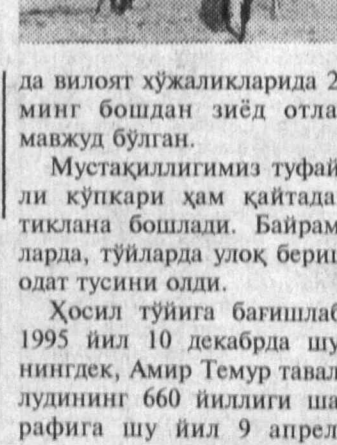 да вилоят хўжаликларида 2
минг бошдан зиёд отла
мавжуд бўлган.
Мустақиллигимиз туфай
ли кўпкари ҳам қайтада
тиклана бошлади. Байрам
ларда, тўйларда улоқ бериш
одат тусини олди.
Ҳосил тўйига бағишлаб
1995 йил 10 декабрда шу
нингдек, Амир Темур тавал
лудининг 660 йиллиги ша
рафига шу йил 9 апрел